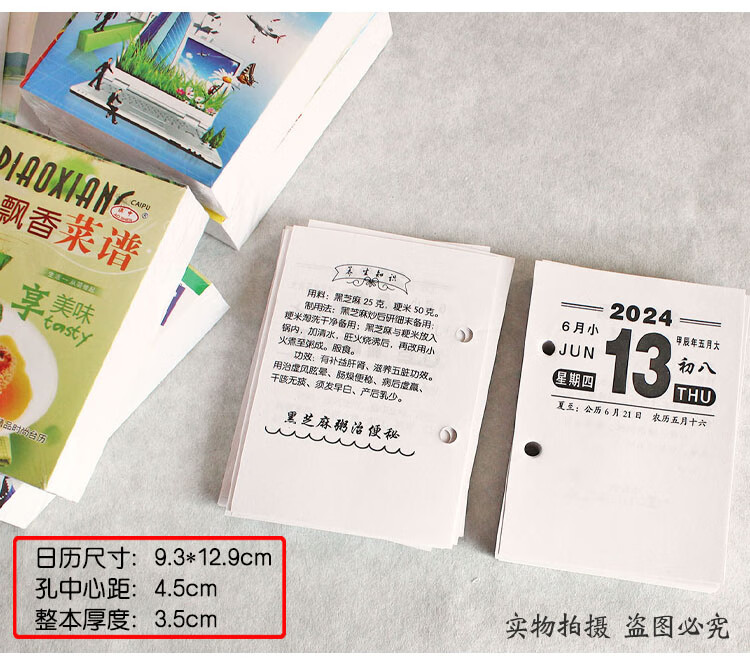 PIAOXIANG
CAIPU
飘香菜谱
享美味
tasty
养生知识
用料：黑芝麻 25 克，粳米 50 克。
制用法：黑芝麻炒后研细末备用；
粳米淘洗干净备用；黑芝麻与粳米放入
锅内，加清水，旺火烧沸后，再改用小
火煮至粥成。服食。
功效：有补益肝肾、滋养五脏功效。
用治虚风眩晕、肠燥便秘、病后虚羸、
干咳无痰、须发早白、产后乳少。
黑芝麻粥治便秘
2024
6月小
JUN
星期四
13
甲辰年五月大
初八
THU
夏至：公历 6 月 21 日 农历五月十六
日历尺寸：9.3*12.9cm
孔中心距：4.5cm
整本厚度：3.5cm
实物拍摄 盗图必究